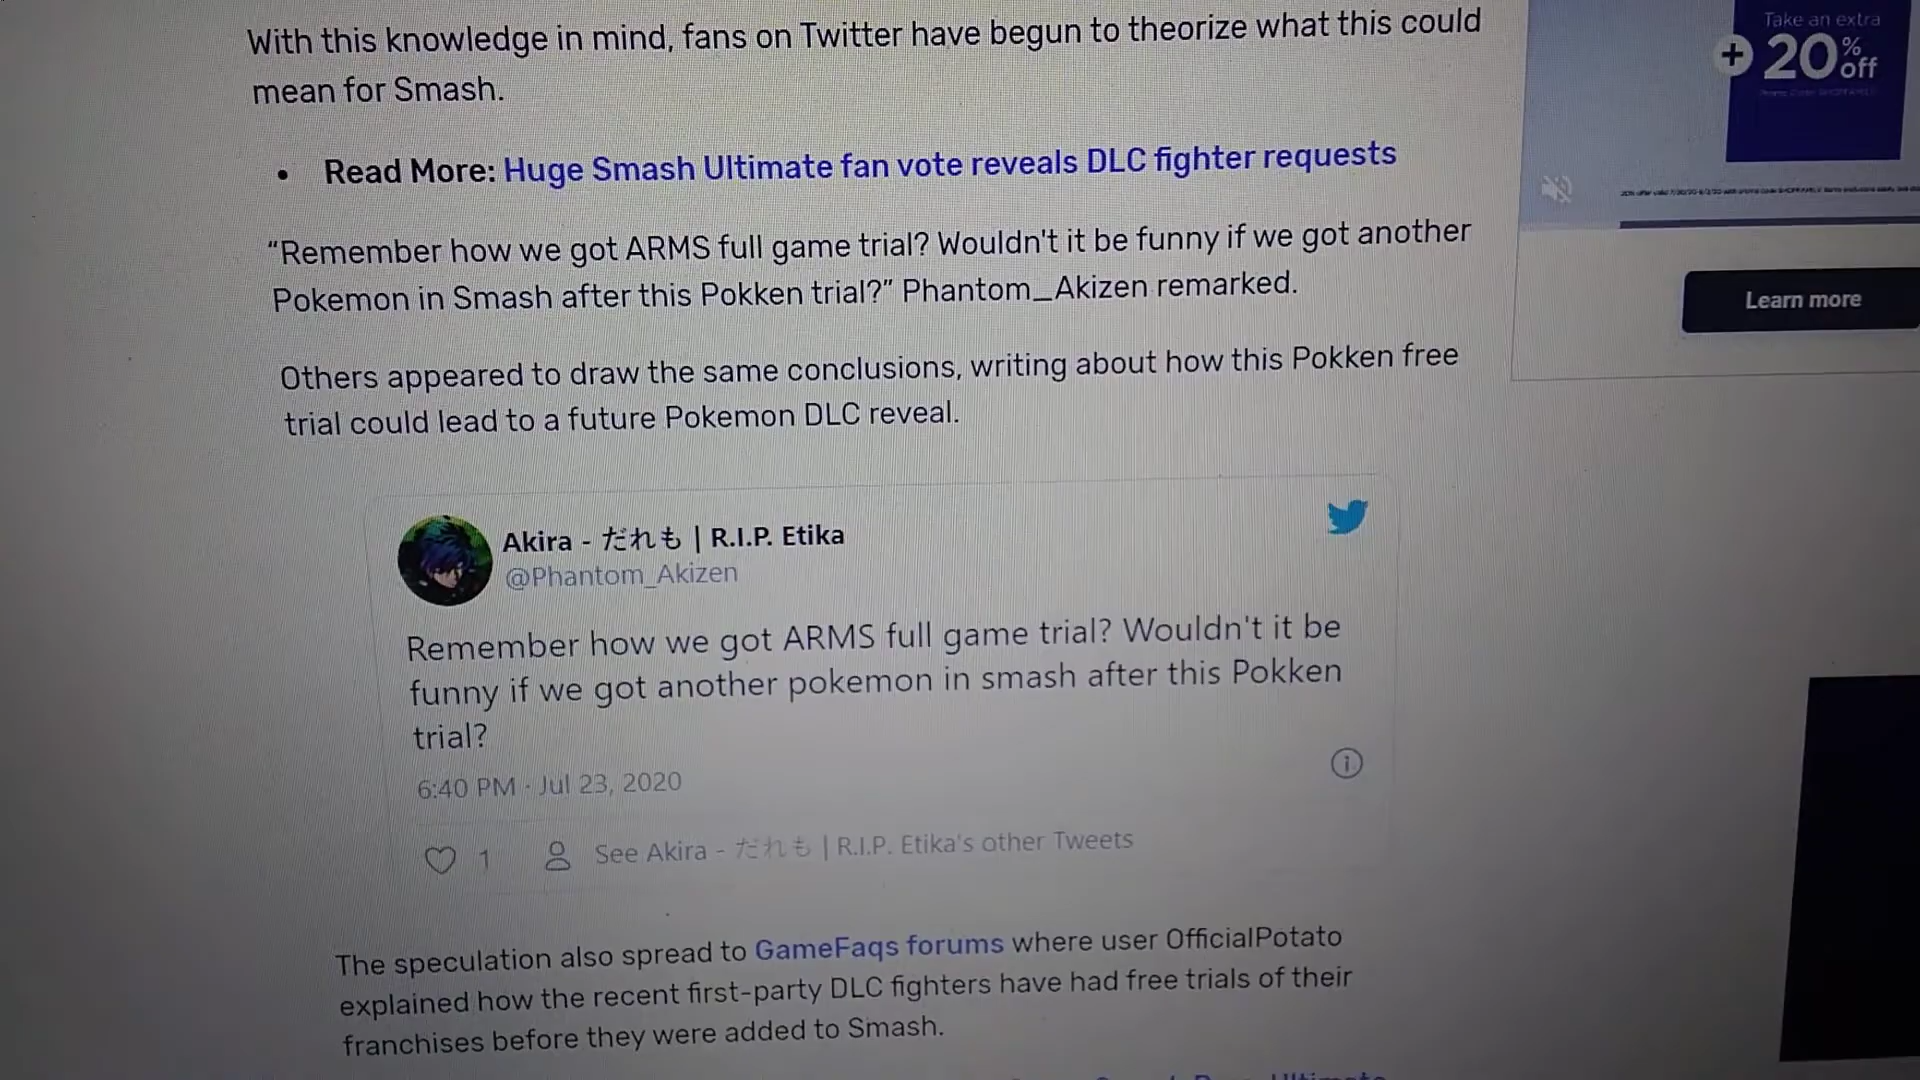 With this knowledge in mind, fans on Twitter have begun to theorize what this could
mean for Smash.
• Read More: Huge Smash Ultimate fan vote reveals DLC fighter requests
“Remember how we got ARMS full game trial? Wouldn't it be funny if we got another
Pokemon in Smash after this Pokken trial?” Phantom_Akizen remarked.
Others appeared to draw the same conclusions, writing about how this Pokken free
trial could lead to a future Pokemon DLC reveal.
Akira - だれも | R.I.P. Etika
@Phantom_Akizen
Remember how we got ARMS full game trial? Wouldn't it be
funny if we got another pokemon in smash after this Pokken
trial?
6:40 PM · Jul 23, 2020
1 See Akira - だれも | R.I.P. Etika's other Tweets
The speculation also spread to GameFaqs forums where user OfficialPotato
explained how the recent first-party DLC fighters have had free trials of their
franchises before they were added to Smash.
Take an extra
+ 20% off
Learn more